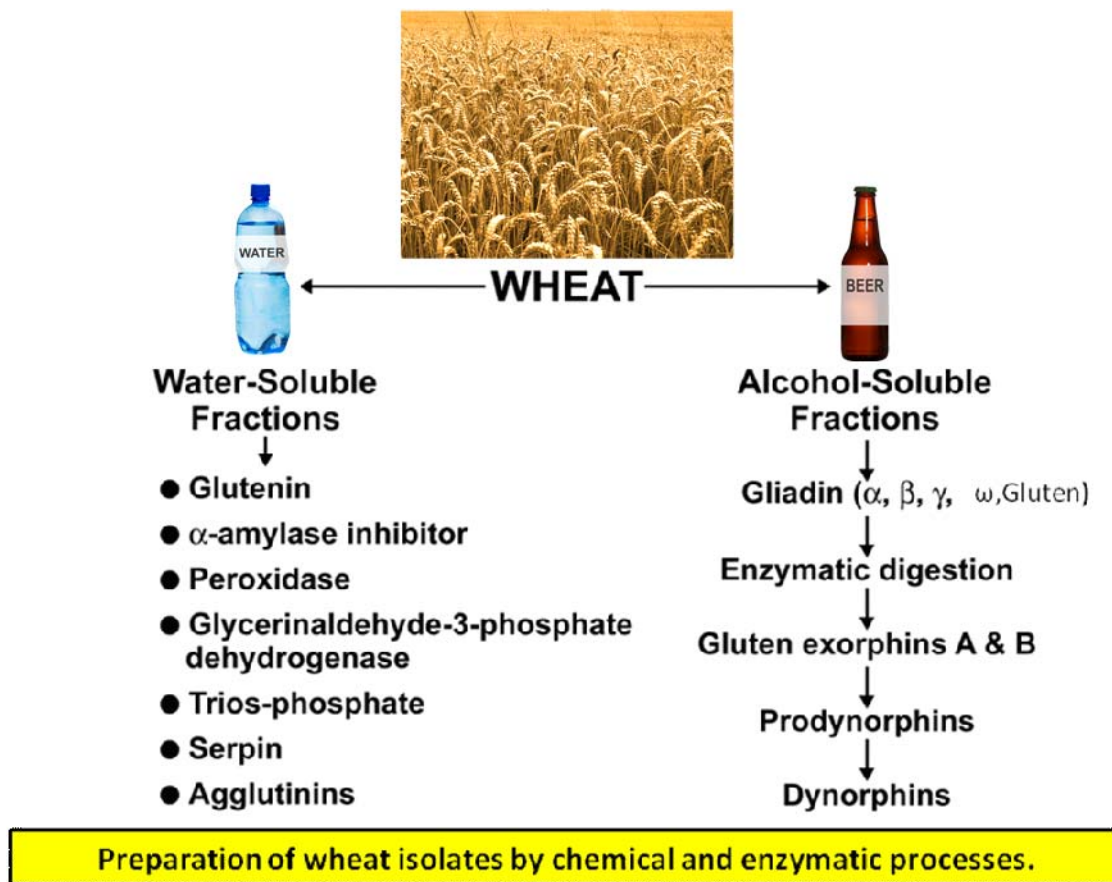 WATER
WHEAT
BEER
Water-Soluble
Fractions
● Glutenin
● α-amylase inhibitor
● Peroxidase
● Glycerinaldehyde-3-phosphate
dehydrogenase
● Trios-phosphate
● Serpin
● Agglutinins
Alcohol-Soluble
Fractions
Gliadin (α, β, γ, ω,Gluten)
Enzymatic digestion
Gluten exorphins A & B
Prodynorphins
Dynorphins
Preparation of wheat isolates by chemical and enzymatic processes.